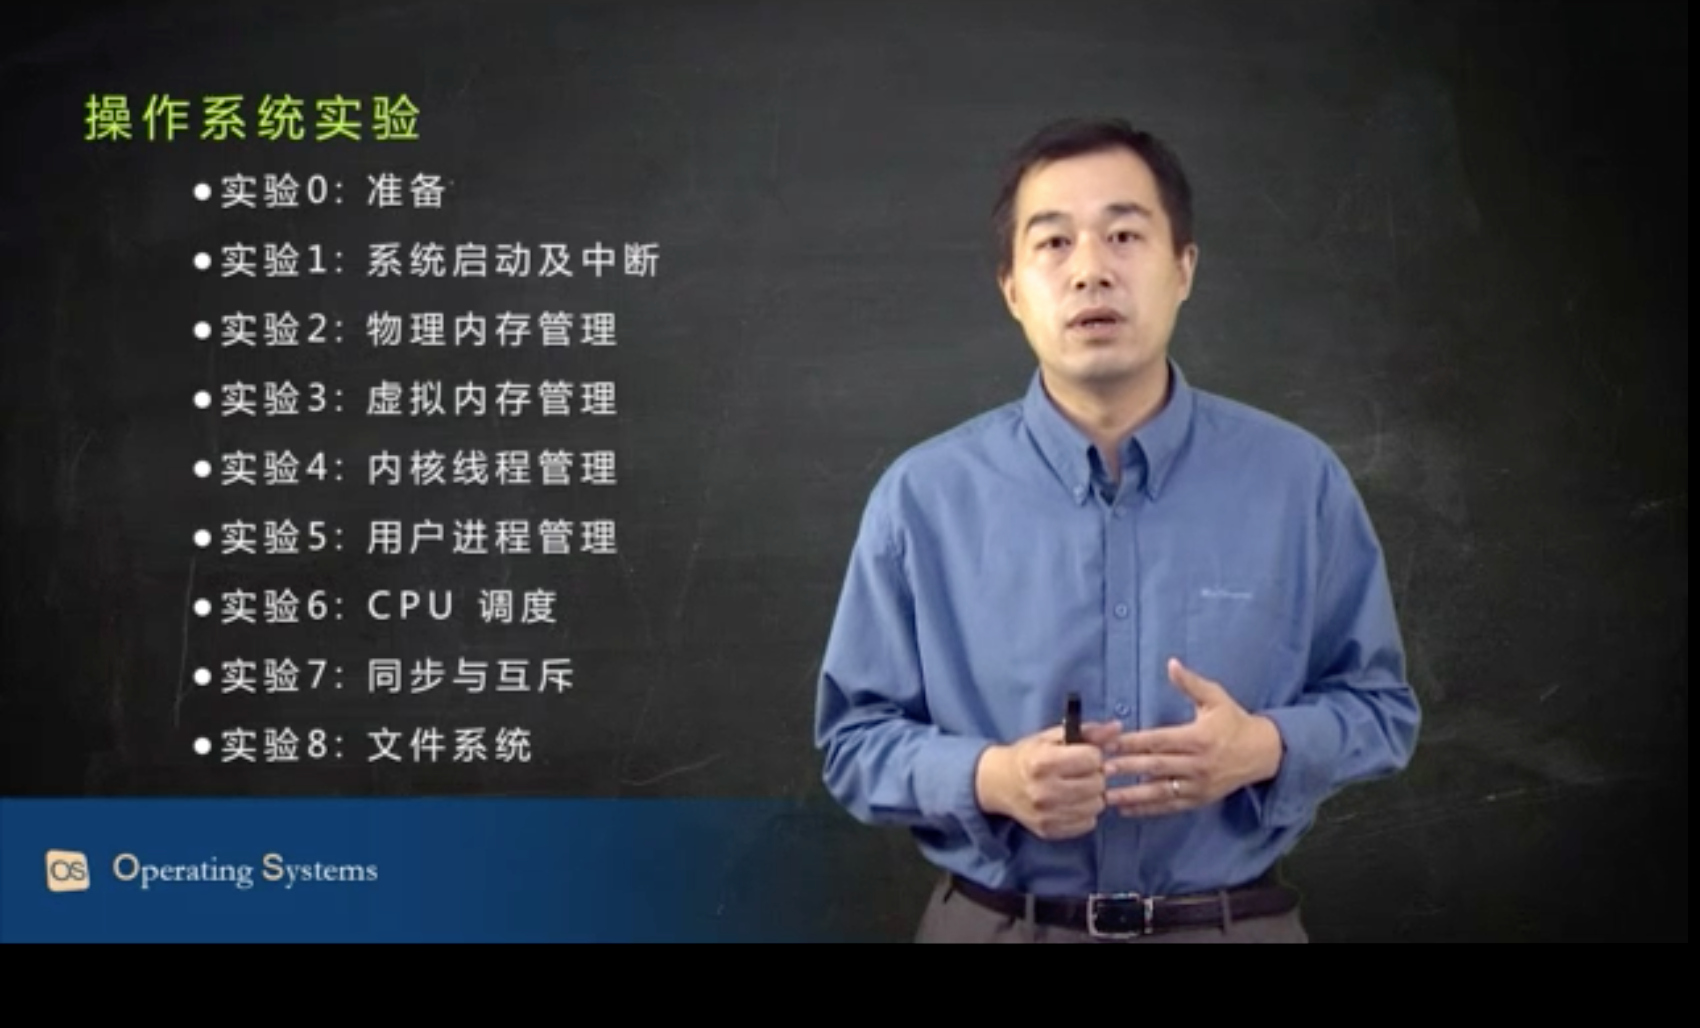 操作系统实验
●实验0: 准备
●实验1: 系统启动及中断
●实验2: 物理内存管理
●实验3: 虚拟内存管理
●实验4: 内核线程管理
●实验5: 用户进程管理
●实验6: CPU 调度
●实验7: 同步与互斥
●实验8: 文件系统
OS Operating Systems